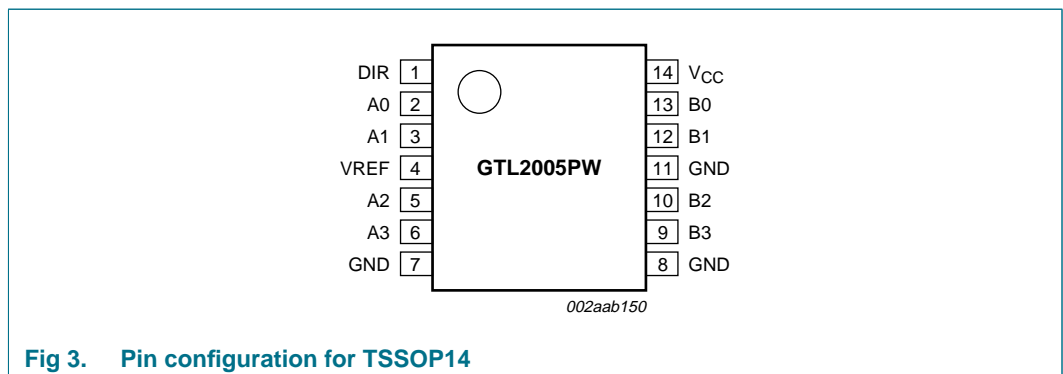 DIR 1 14 VCC
A0 2 13 B0
A1 3 12 B1
VREF 4 GTL2005PW 11 GND
A2 5 10 B2
A3 6 9 B3
GND 7 8 GND
002aab150
Fig 3. Pin configuration for TSSOP14